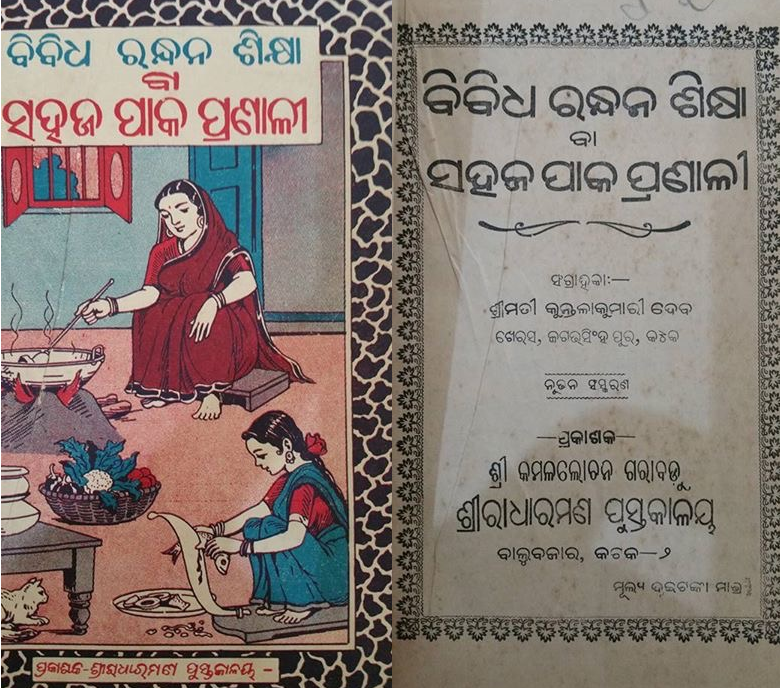 ବିବିଧ ରନ୍ଧନ ଶିକ୍ଷା
ବା
ସହଜ ପାକ ପ୍ରଣାଳୀ
ପ୍ରକାଶକ-ଶ୍ରୀରାଧାରମଣ ପୁସ୍ତକାଳୟ -
ବିବିଧ ରନ୍ଧନ ଶିକ୍ଷା
ବା
ସହଜ ପାକ ପ୍ରଣାଳୀ
ସଂଗ୍ରାହିକା:—
ଶ୍ରୀମତୀ କୁନ୍ତଳାକୁମାରୀ ଦେବ
ଖେରସ, ଜଗତସିଂହ ପୁର, କଟକ
ନୂତନ ସଂସ୍କରଣ
—ପ୍ରକାଶକ—
ଶ୍ରୀ କମଳଲୋଚନ ଗରାବଡୁ
ଶ୍ରୀରାଧାରମଣ ପୁସ୍ତକାଳୟ
ବାଲୁବଜାର, କଟକ—୨
ମୂଲ୍ୟ ଦୁଇଟଙ୍କା ମାତ୍ର